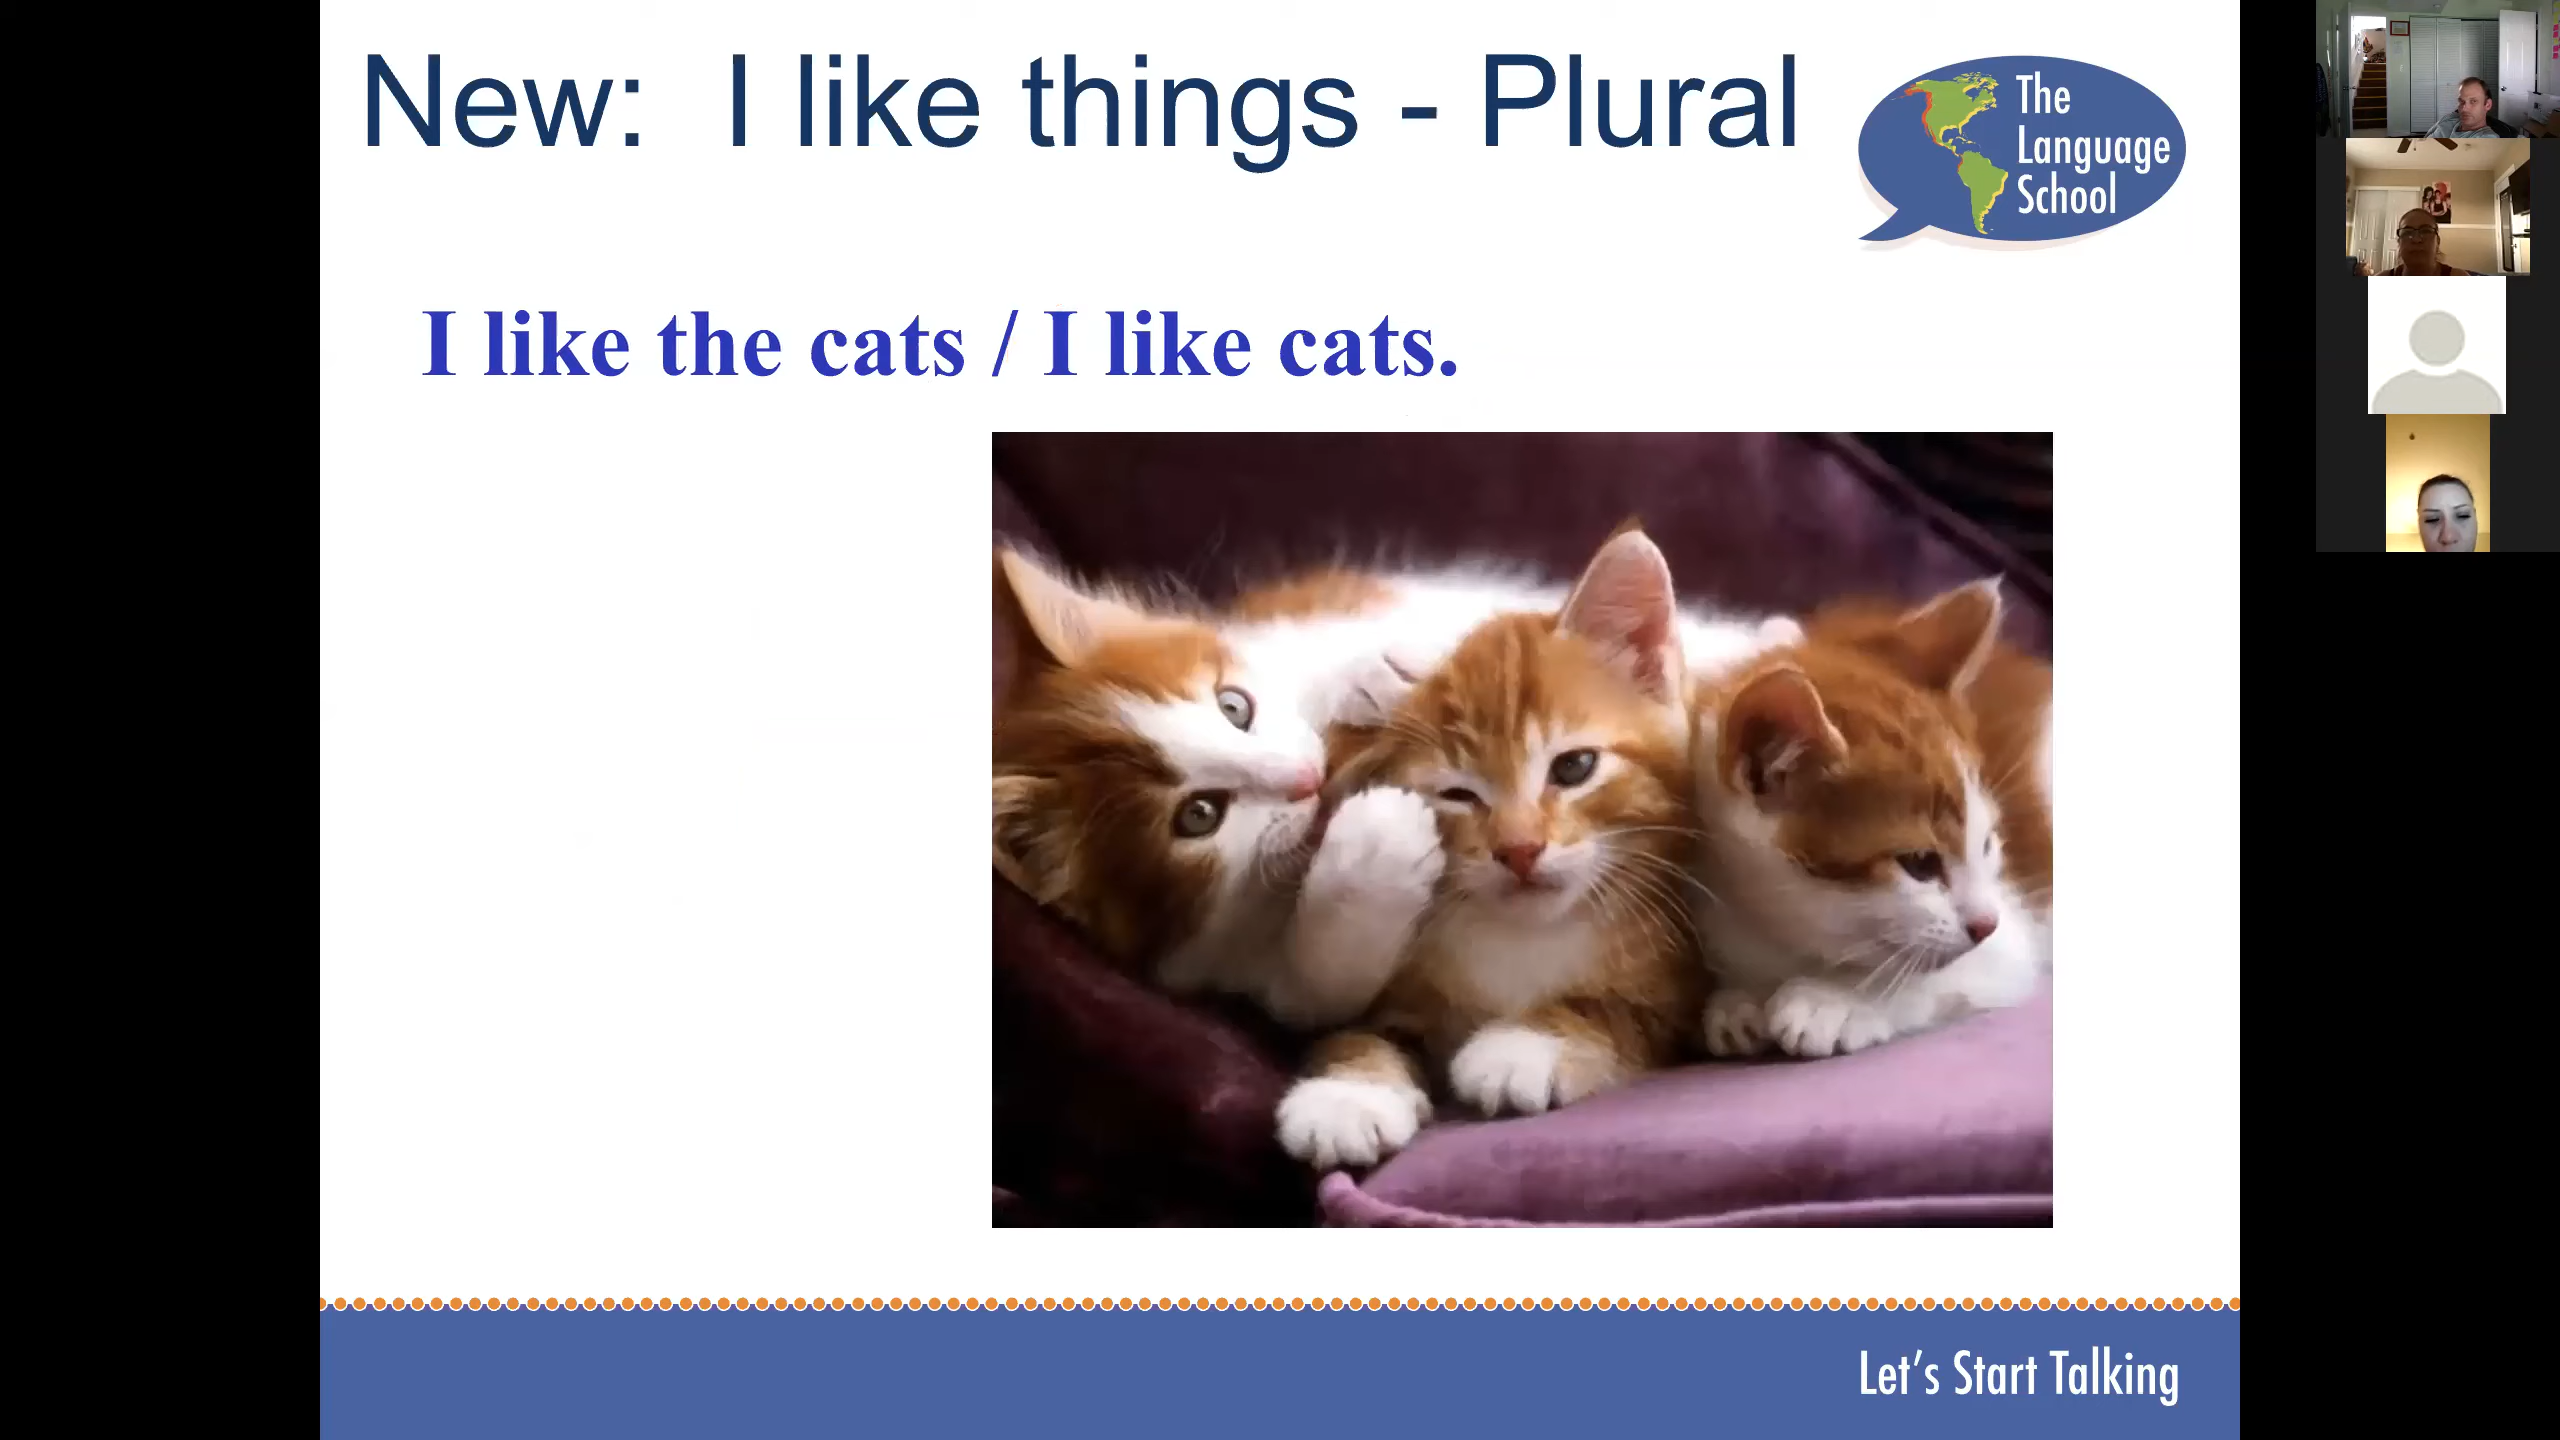 New: I like things - Plural
The
Language
School
I like the cats / I like cats.
Let's Start Talking